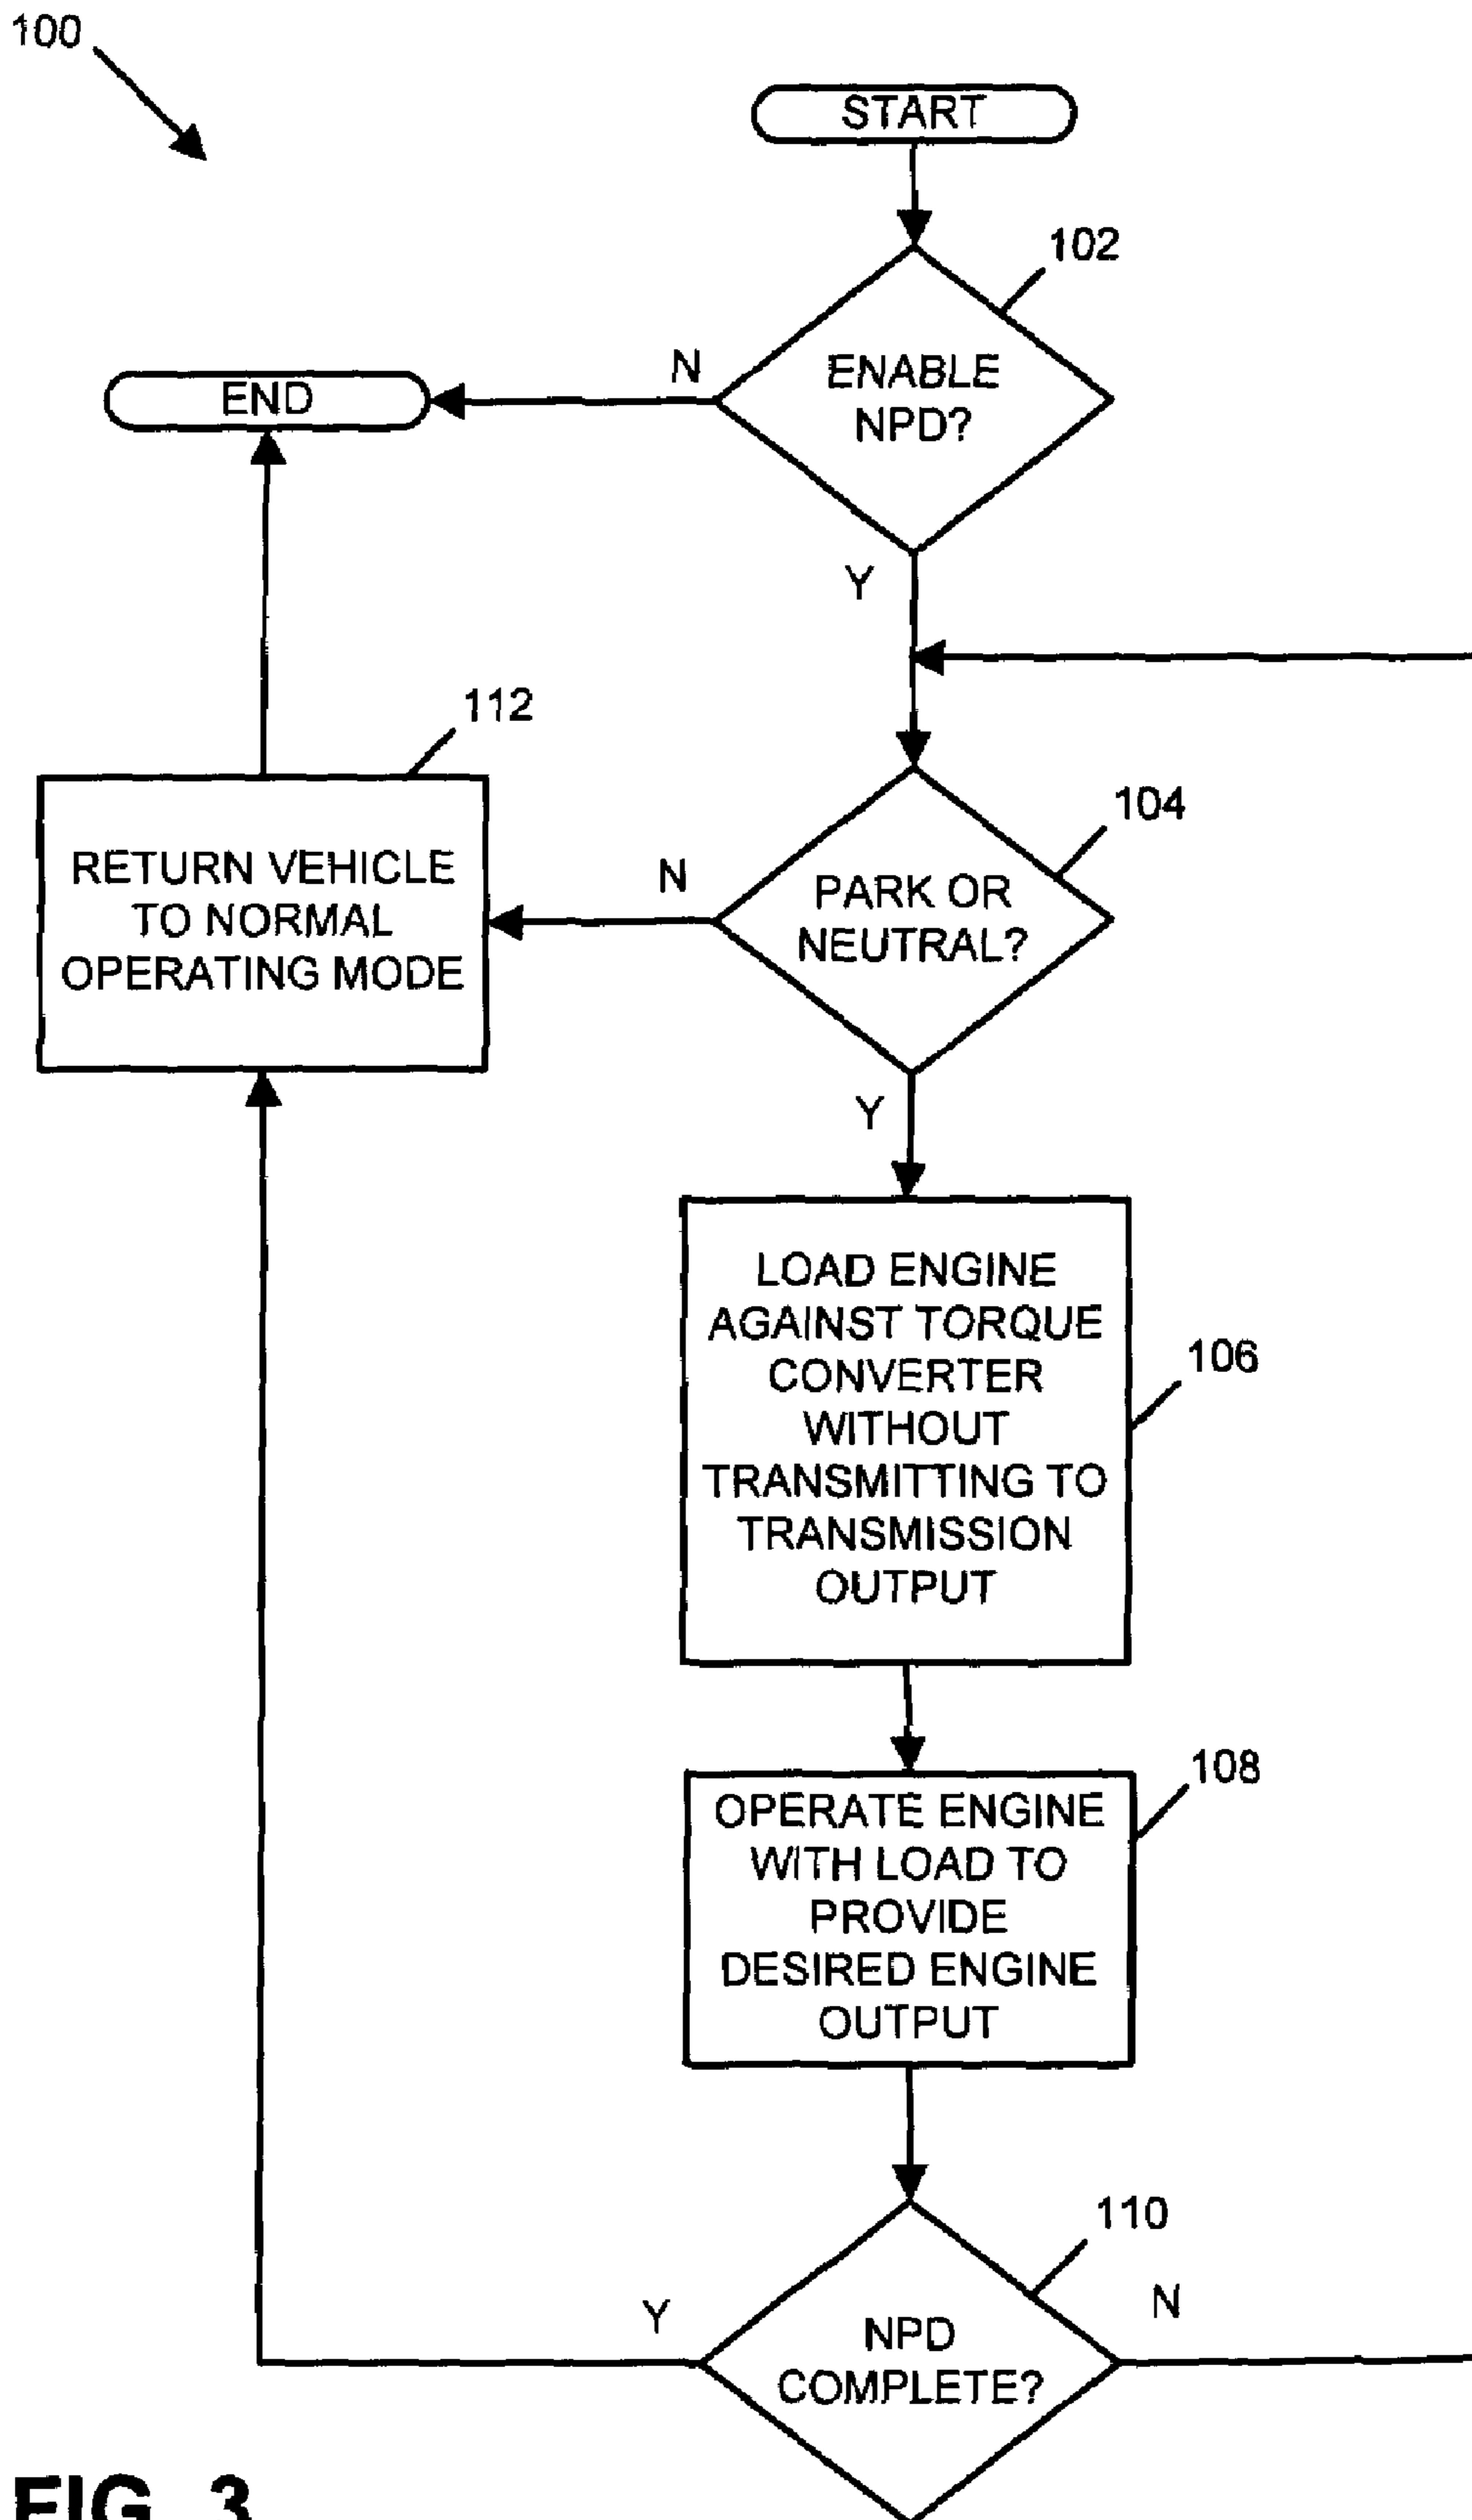 100
START
102
ENABLE
NPD?
N
END
Y
112
104
RETURN VEHICLE
TO NORMAL
OPERATING MODE
N
PARK OR
NEUTRAL?
Y
LOAD ENGINE
AGAINST TORQUE
CONVERTER
WITHOUT
TRANSMITTING TO
TRANSMISSION
OUTPUT
106
108
OPERATE ENGINE
WITH LOAD TO
PROVIDE
DESIRED ENGINE
OUTPUT
110
Y
N
NPD
COMPLETE?
FIG. 3